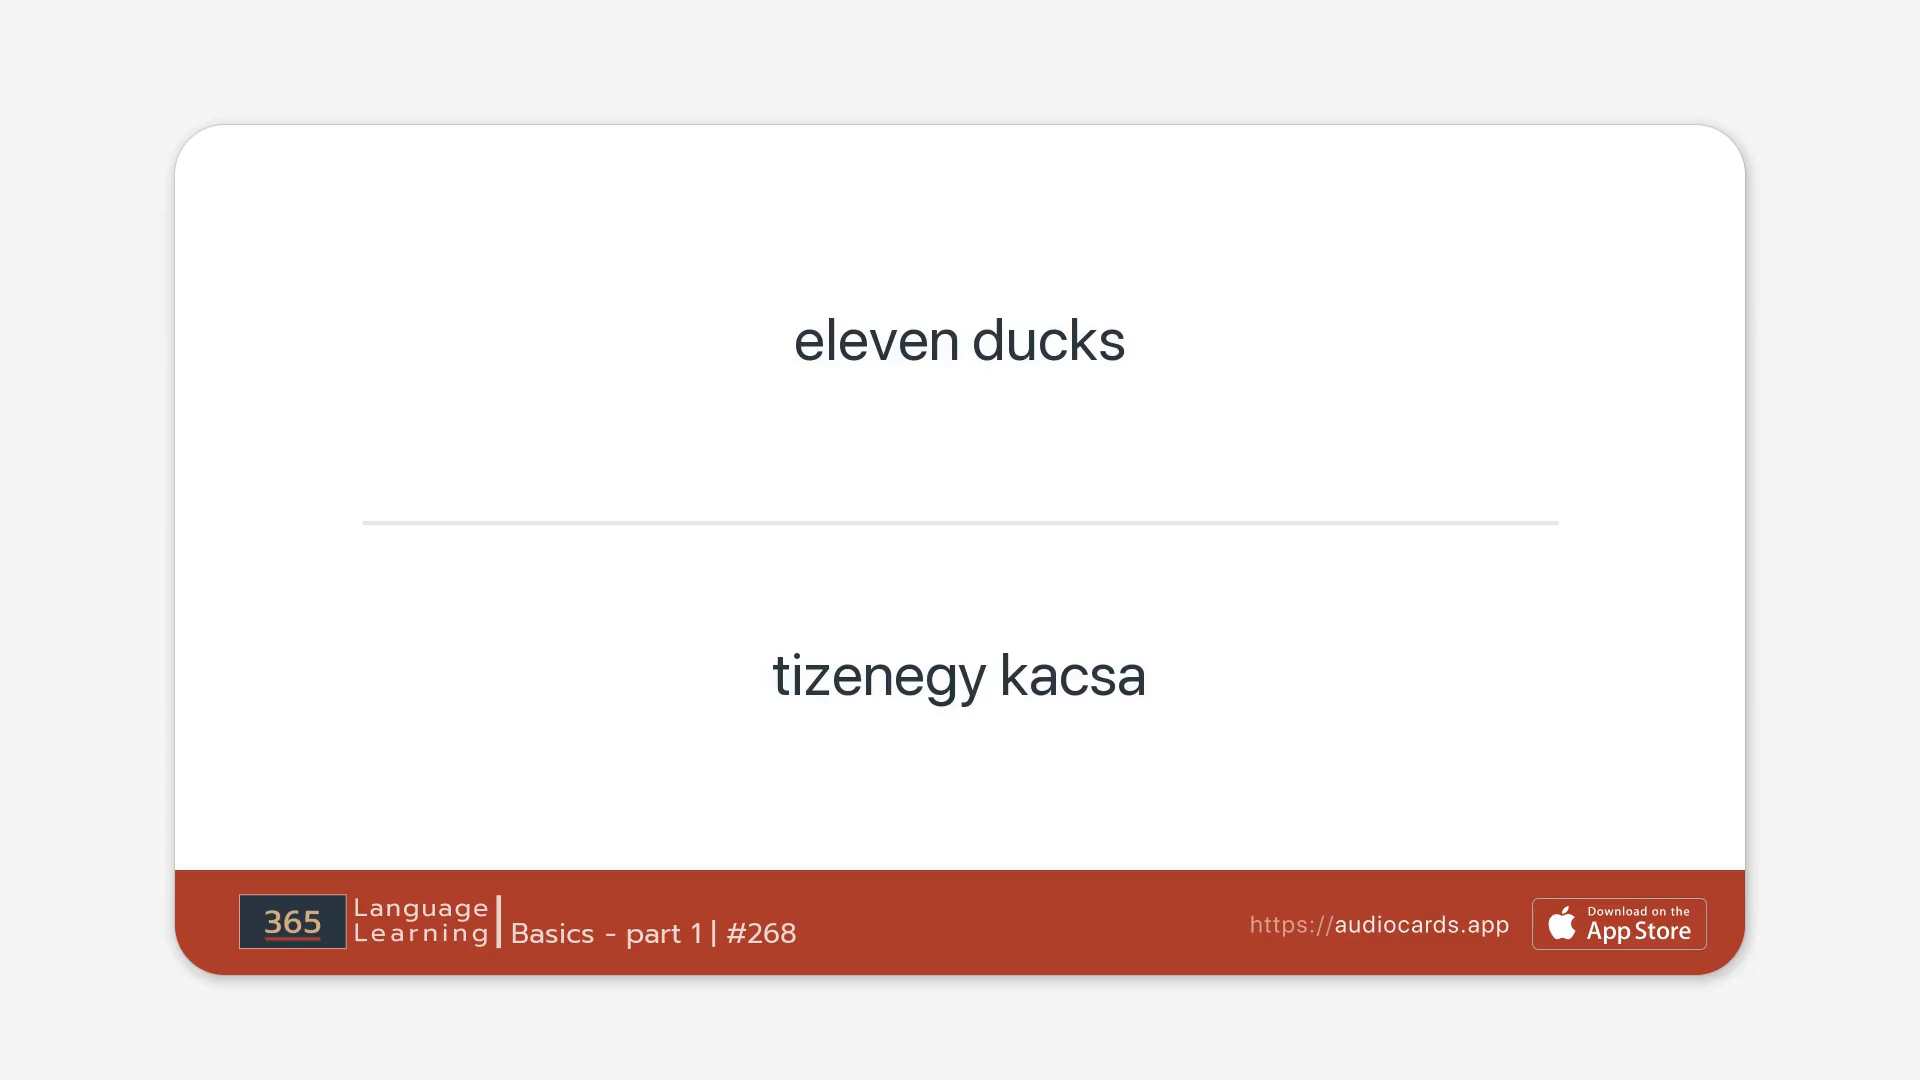 eleven ducks
tizenegy kacsa
365
Language
Learning
Basics - part 1 | #268
https://audiocards.app
Download on the
App Store